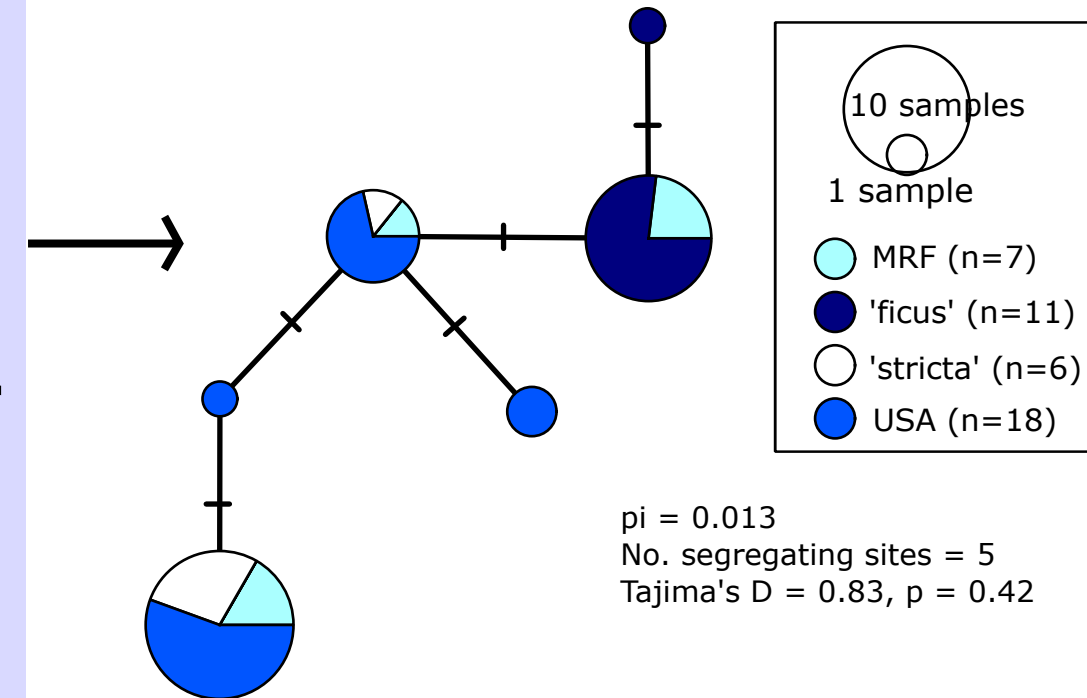 10 samples
1 sample
MRF (n=7)
'ficus' (n=11)
'stricta' (n=6)
USA (n=18)
pi = 0.013
No. segregating sites = 5
Tajima's D = 0.83, p = 0.42